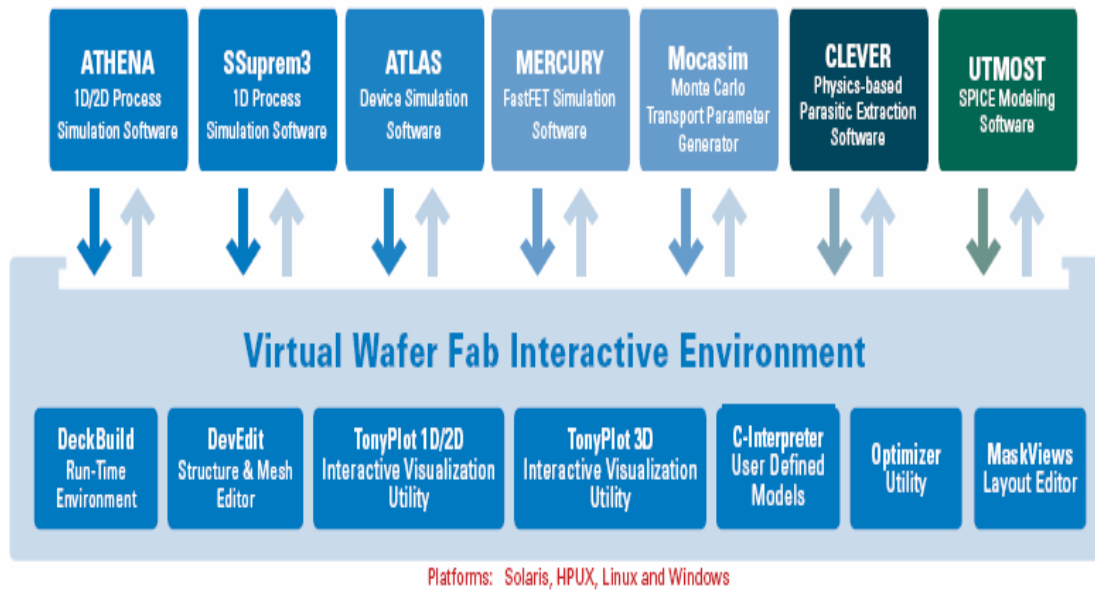 ATHENA
1D/2D Process
Simulation Software
SSuprem3
1D Process
Simulation Software
ATLAS
Device Simulation
Software
MERCURY
FastFET Simulation
Software
Mocasim
Monte Carlo
Transport Parameter
Generator
CLEVER
Physics-based
Parasitic Extraction
Software
UTMOST
SPICE Modeling
Software
Virtual Wafer Fab Interactive Environment
DeckBuild
Run-Time
Environment
DevEdit
Structure & Mesh
Editor
TonyPlot 1D/2D
Interactive Visualization
Utility
TonyPlot 3D
Interactive Visualization
Utility
C-Interpreter
User Defined
Models
Optimizer
Utility
MaskViews
Layout Editor
Platforms: Solaris, HPUX, Linux and Windows